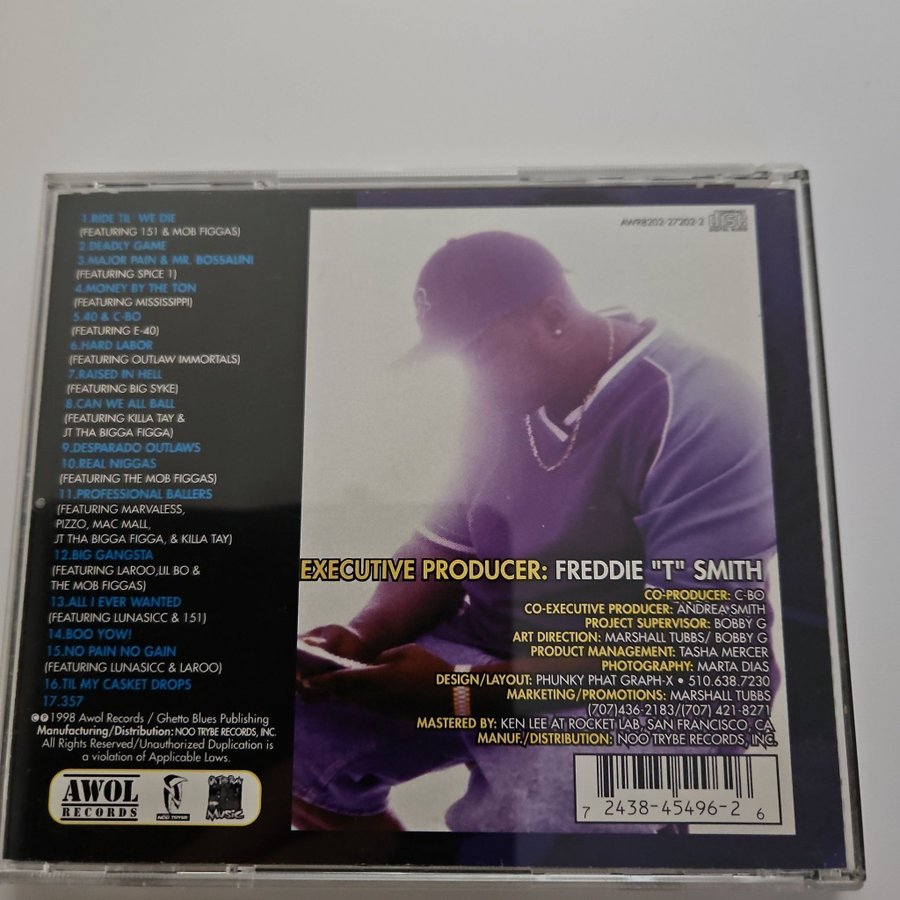 1.RIDE TIL' WE DIE
(FEATURING 151 & MOB FIGGAS)
2.DEADLY GAME
3.MAJOR PAIN & MR. BOSSALINI
(FEATURING SPICE 1)
4.MONEY BY THE TON
(FEATURING MISSISSIPPI)
5.40 & C-BO
(FEATURING E-40)
6.HARD LABOR
(FEATURING OUTLAW IMMORTALS)
7.RAISED IN HELL
(FEATURING BIG SYKE)
8.CAN WE ALL BALL
(FEATURING KILLA TAY &
JT THA BIGGA FIGGA)
9.DESPARADO OUTLAWS
10.REAL NIGGAS
(FEATURING THE MOB FIGGAS)
11.PROFESSIONAL BALLERS
(FEATURING MARVALESS,
PIZZO, MAC MALL,
JT THA BIGGA FIGGA, & KILLA TAY)
12.BIG GANGSTA
(FEATURING LAROO,LIL BO &
THE MOB FIGGAS)
13.ALL I EVER WANTED
(FEATURING LUNASICC & 151)
14.BOO YOW!
15.NO PAIN NO GAIN
(FEATURING LUNASICC & LAROO)
16.TIL MY CASKET DROPS
17.357
©℗1998 Awol Records / Ghetto Blues Publishing
Manufacturing/Distribution: NOO TRYBE RECORDS, INC.
All Rights Reserved/Unauthorized Duplication is
a violation of Applicable Laws.
AWOL
RECORDS
NOO TRYBE
MUSIC
AWR8202-27202-2
COMPACT
disc
DIGITAL AUDIO
EXECUTIVE PRODUCER: FREDDIE "T" SMITH
CO-PRODUCER: C-BO
CO-EXECUTIVE PRODUCER: ANDREA SMITH
PROJECT SUPERVISOR: BOBBY G
ART DIRECTION: MARSHALL TUBBS/ BOBBY G
PRODUCT MANAGEMENT: TASHA MERCER
PHOTOGRAPHY: MARTA DIAS
DESIGN/LAYOUT: PHUNKY PHAT GRAPH-X • 510.638.7230
MARKETING/PROMOTIONS: MARSHALL TUBBS
(707)436-2183/(707) 421-8271
MASTERED BY: KEN LEE AT ROCKET LAB, SAN FRANCISCO, CA
MANUF./DISTRIBUTION: NOO TRYBE RECORDS, INC.
7 24384-5496-2 6